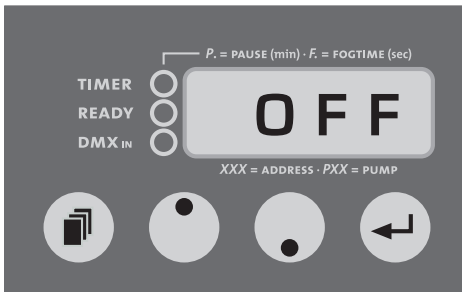 P. = PAUSE (min) · F. = FOGTIME (sec)
TIMER
READY
DMX IN
OFF
XXX = ADDRESS · PXX = PUMP